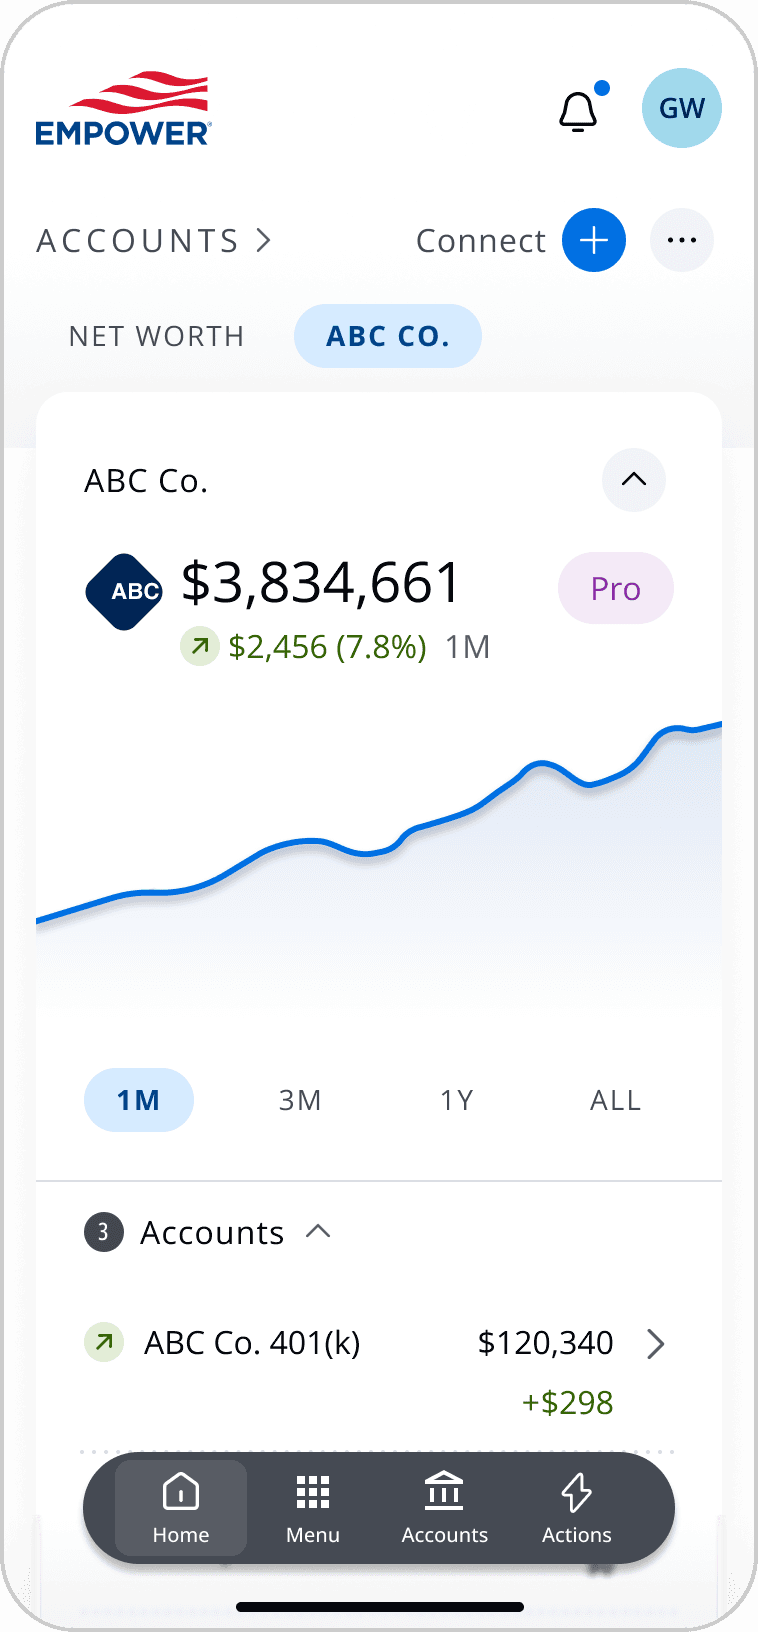 EMPOWER®
GW
ACCOUNTS
Connect
NET WORTH
ABC CO.
ABC Co.
ABC
$3,834,661
Pro
$2,456 (7.8%) 1M
1M
3M
1Y
ALL
3
Accounts
ABC Co. 401(k)
$120,340
+$298
Home
Menu
Accounts
Actions